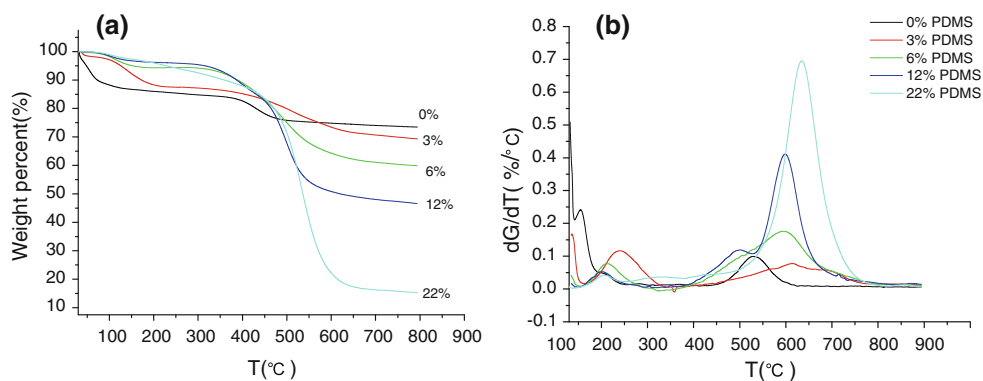 (a)
Weight percent(%)
100
90
80
70
60
50
40
30
20
10
0%
3%
6%
12%
22%
100 200 300 400 500 600 700 800 900
T(℃)
(b)
dG/dT( %/℃)
0.8
0.7
0.6
0.5
0.4
0.3
0.2
0.1
0.0
-0.1
0% PDMS
3% PDMS
6% PDMS
12% PDMS
22% PDMS
130 200 300 400 500 600 700 800 900
T(℃)